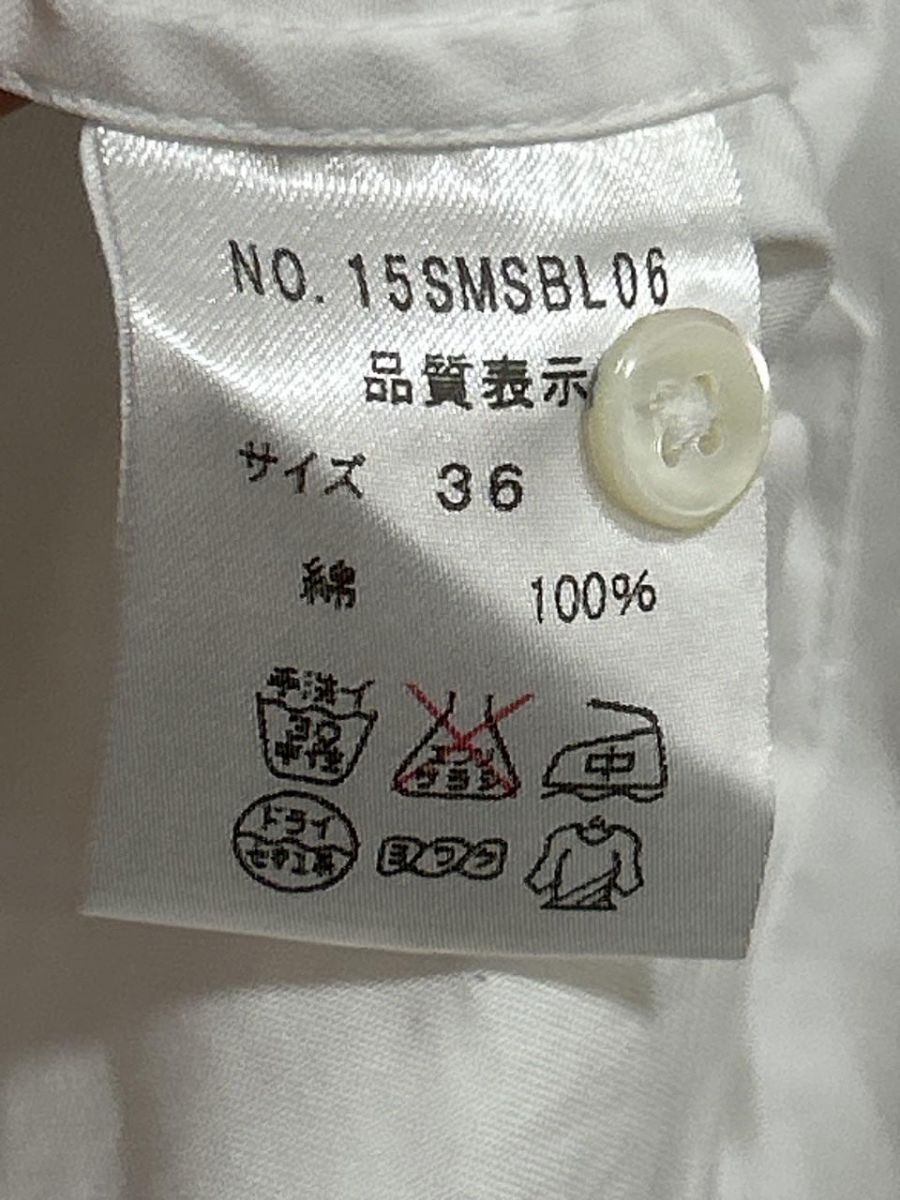 NO. 15SMSBL06
品質表示
サイズ 36
綿 100%
手洗イ
中性 エンソ サラシ 中
ドライ セキユ系 ヨワク